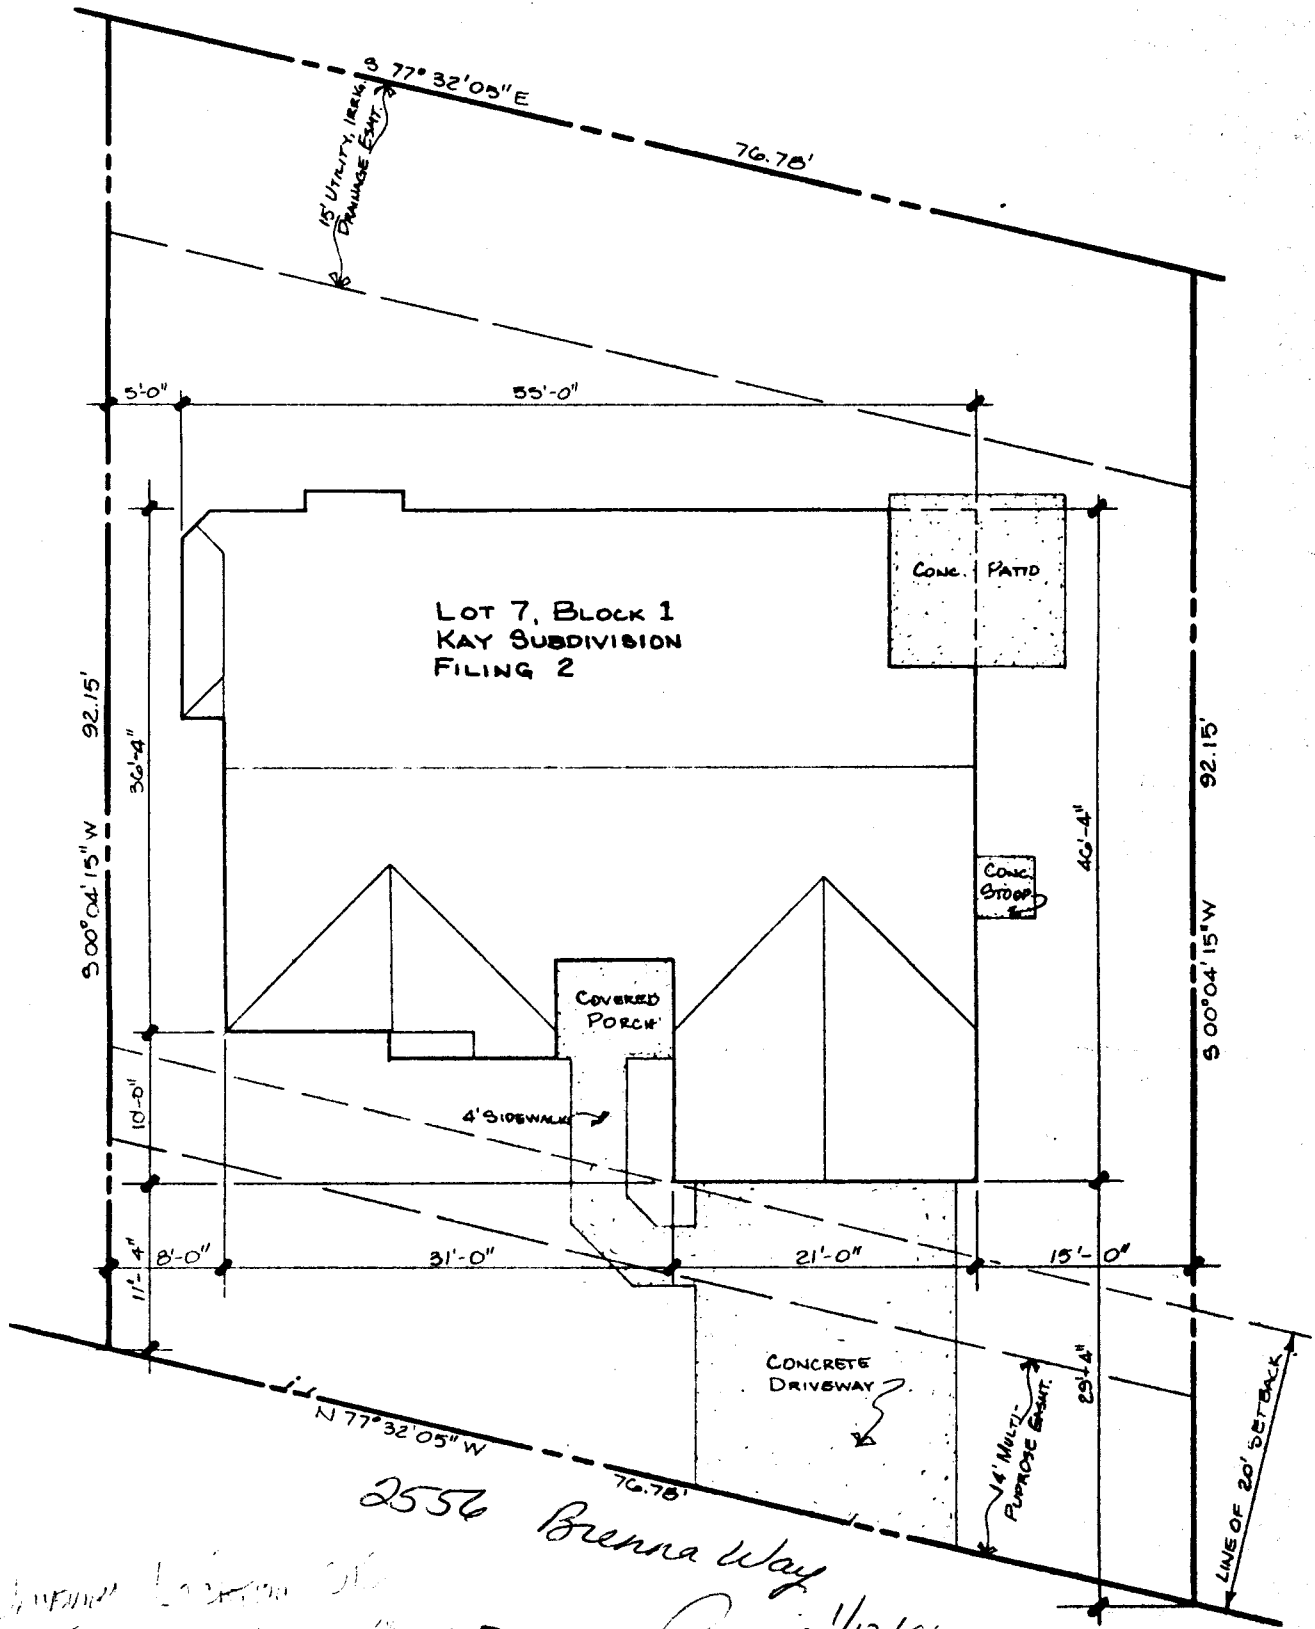 S 77° 32' 05" E
76.78'
15' UTILITY, IRRIG.
DRAINAGE ESMT.
5'-0"
55'-0"
CONC. PATIO
LOT 7, BLOCK 1
KAY SUBDIVISION
FILING 2
S 00° 04' 15" W 92.15'
36'-4"
46'-4"
S 00° 04' 15" W 92.15'
CONC.
STOOP
COVERED
PORCH
4' SIDEWALK
10'-0"
11'-4"
8'-0"
31'-0"
21'-0"
15'-0"
CONCRETE
DRIVEWAY
29'-4"
14' MULTI-
PURPOSE EASMT.
LINE OF 20' SETBACK
N 77° 32' 05" W
76.78'
2556 Brenna Way